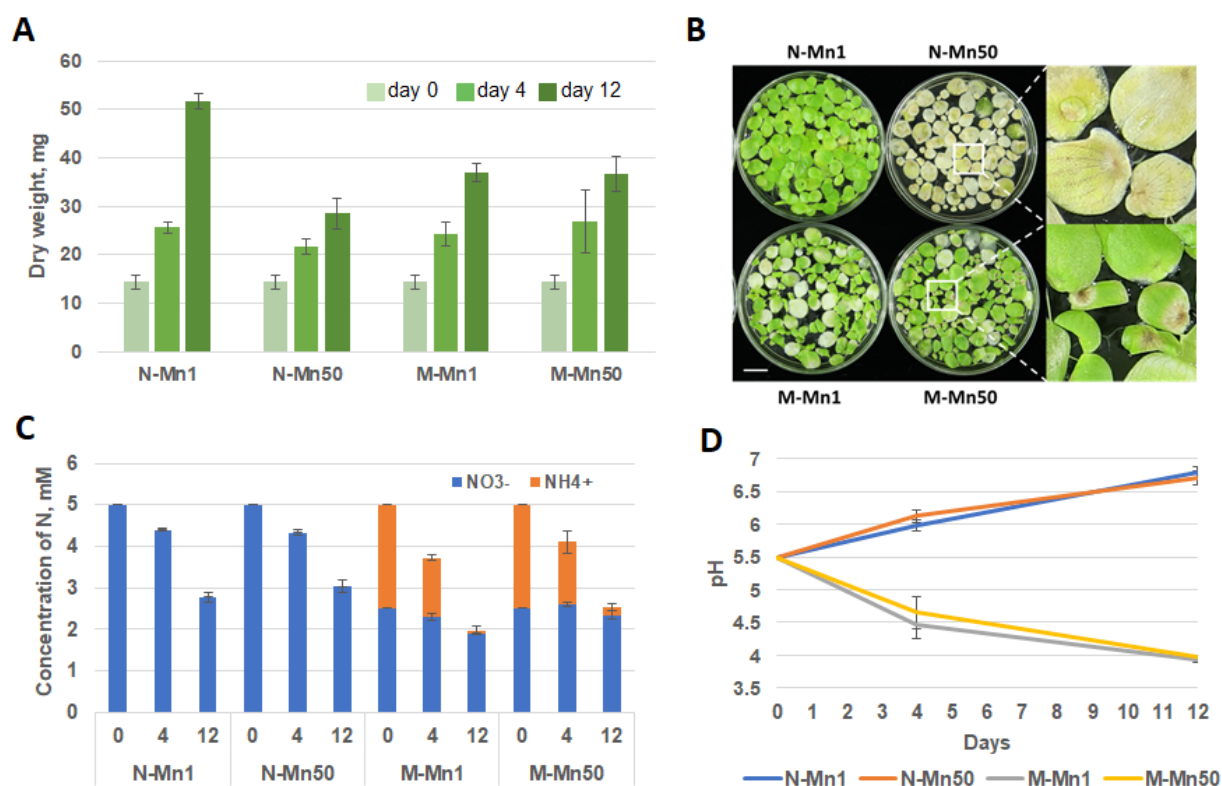 A
Dry weight, mg
60
50
40
30
20
10
0
day 0 day 4 day 12
N-Mn1 N-Mn50 M-Mn1 M-Mn50
B
N-Mn1 N-Mn50
M-Mn1 M-Mn50
C
Concentration of N, mM
6
5
4
3
2
1
0
NO3- NH4+
0 4 12 0 4 12 0 4 12 0 4 12
N-Mn1 N-Mn50 M-Mn1 M-Mn50
D
pH
7
6.5
6
5.5
5
4.5
4
3.5
0 1 2 3 4 5 6 7 8 9 10 11 12
Days
N-Mn1 N-Mn50 M-Mn1 M-Mn50